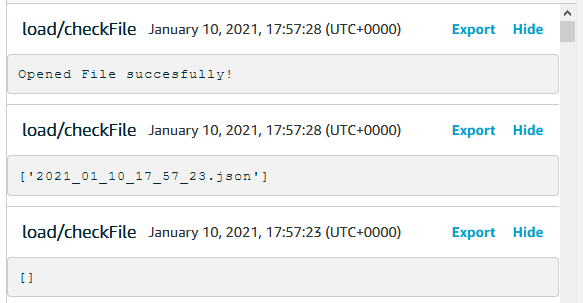 load/checkFile January 10, 2021, 17:57:28 (UTC+0000) Export Hide
Opened File succesfully!
load/checkFile January 10, 2021, 17:57:28 (UTC+0000) Export Hide
['2021_01_10_17_57_23.json']
load/checkFile January 10, 2021, 17:57:23 (UTC+0000) Export Hide
[]